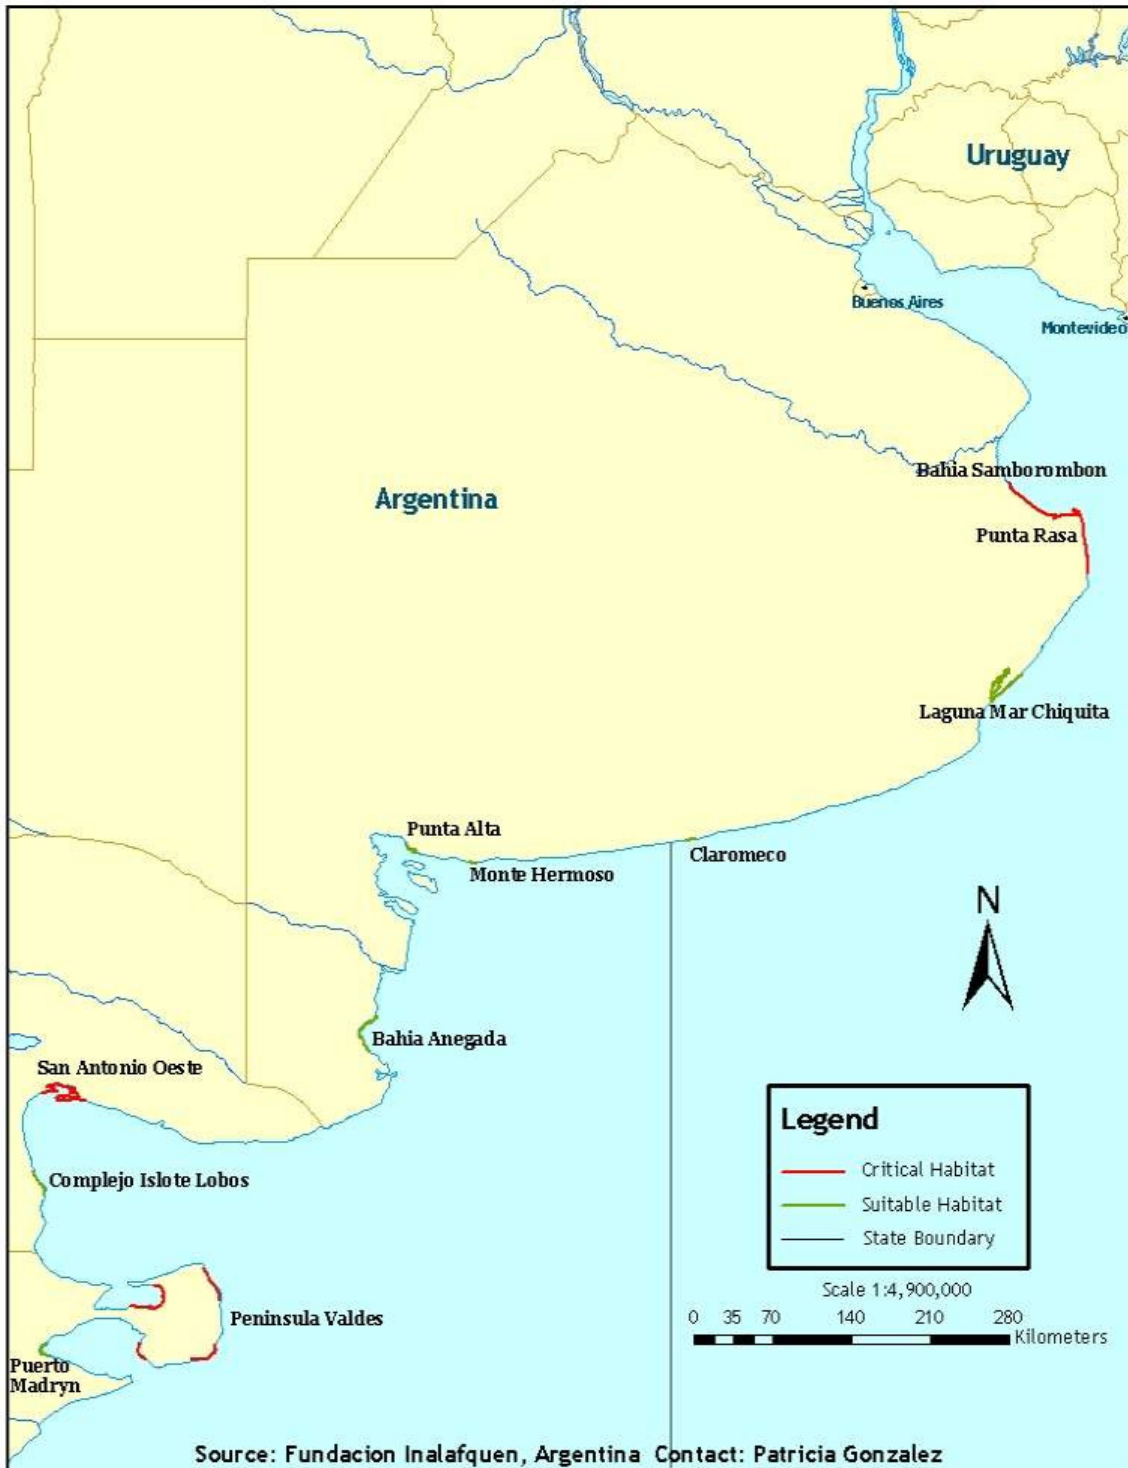 Uruguay
Buenos Aires
Montevideo
Bahia Samborombon
Argentina
Punta Rasa
Laguna Mar Chiquita
Punta Alta
Monte Hermoso
Claromeco
N
Bahia Anegada
San Antonio Oeste
Complejo Islote Lobos
Peninsula Valdes
Puerto
Madryn
Legend
Critical Habitat
Suitable Habitat
State Boundary
Scale 1:4,900,000
0 35 70 140 210 280
Kilometers
Source: Fundacion Inalafquen, Argentina Contact: Patricia Gonzalez